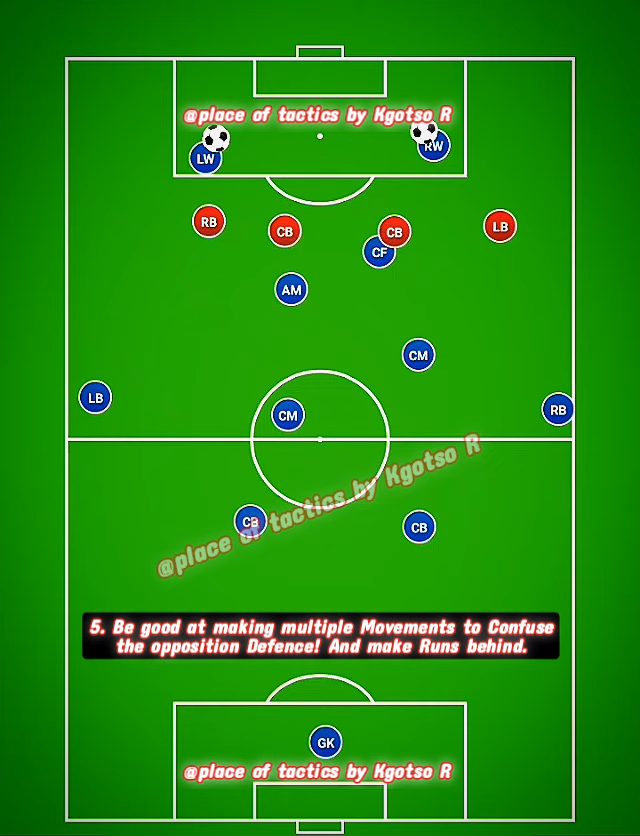 @place of tactics by Kgotso R
LW
RW
RB
CB
CB
LB
CF
AM
CM
LB
CM
RB
@place of tactics by Kgotso R
CB
CB
5. Be good at making multiple Movements to Confuse
the opposition Defence! And make Runs behind.
GK
@place of tactics by Kgotso R